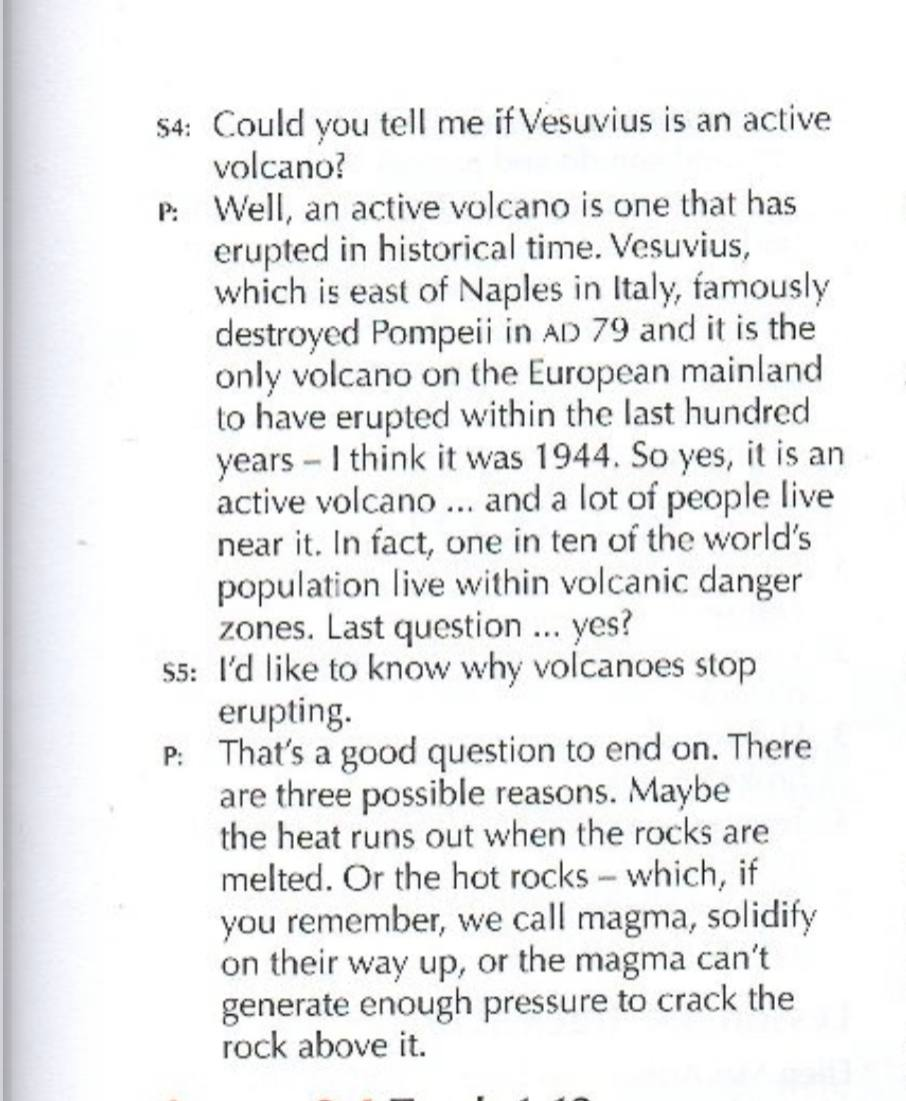 S4: Could you tell me if Vesuvius is an active
volcano?
P: Well, an active volcano is one that has
erupted in historical time. Vesuvius,
which is east of Naples in Italy, famously
destroyed Pompeii in AD 79 and it is the
only volcano on the European mainland
to have erupted within the last hundred
years – I think it was 1944. So yes, it is an
active volcano ... and a lot of people live
near it. In fact, one in ten of the world's
population live within volcanic danger
zones. Last question ... yes?
S5: I'd like to know why volcanoes stop
erupting.
P: That's a good question to end on. There
are three possible reasons. Maybe
the heat runs out when the rocks are
melted. Or the hot rocks – which, if
you remember, we call magma, solidify
on their way up, or the magma can't
generate enough pressure to crack the
rock above it.